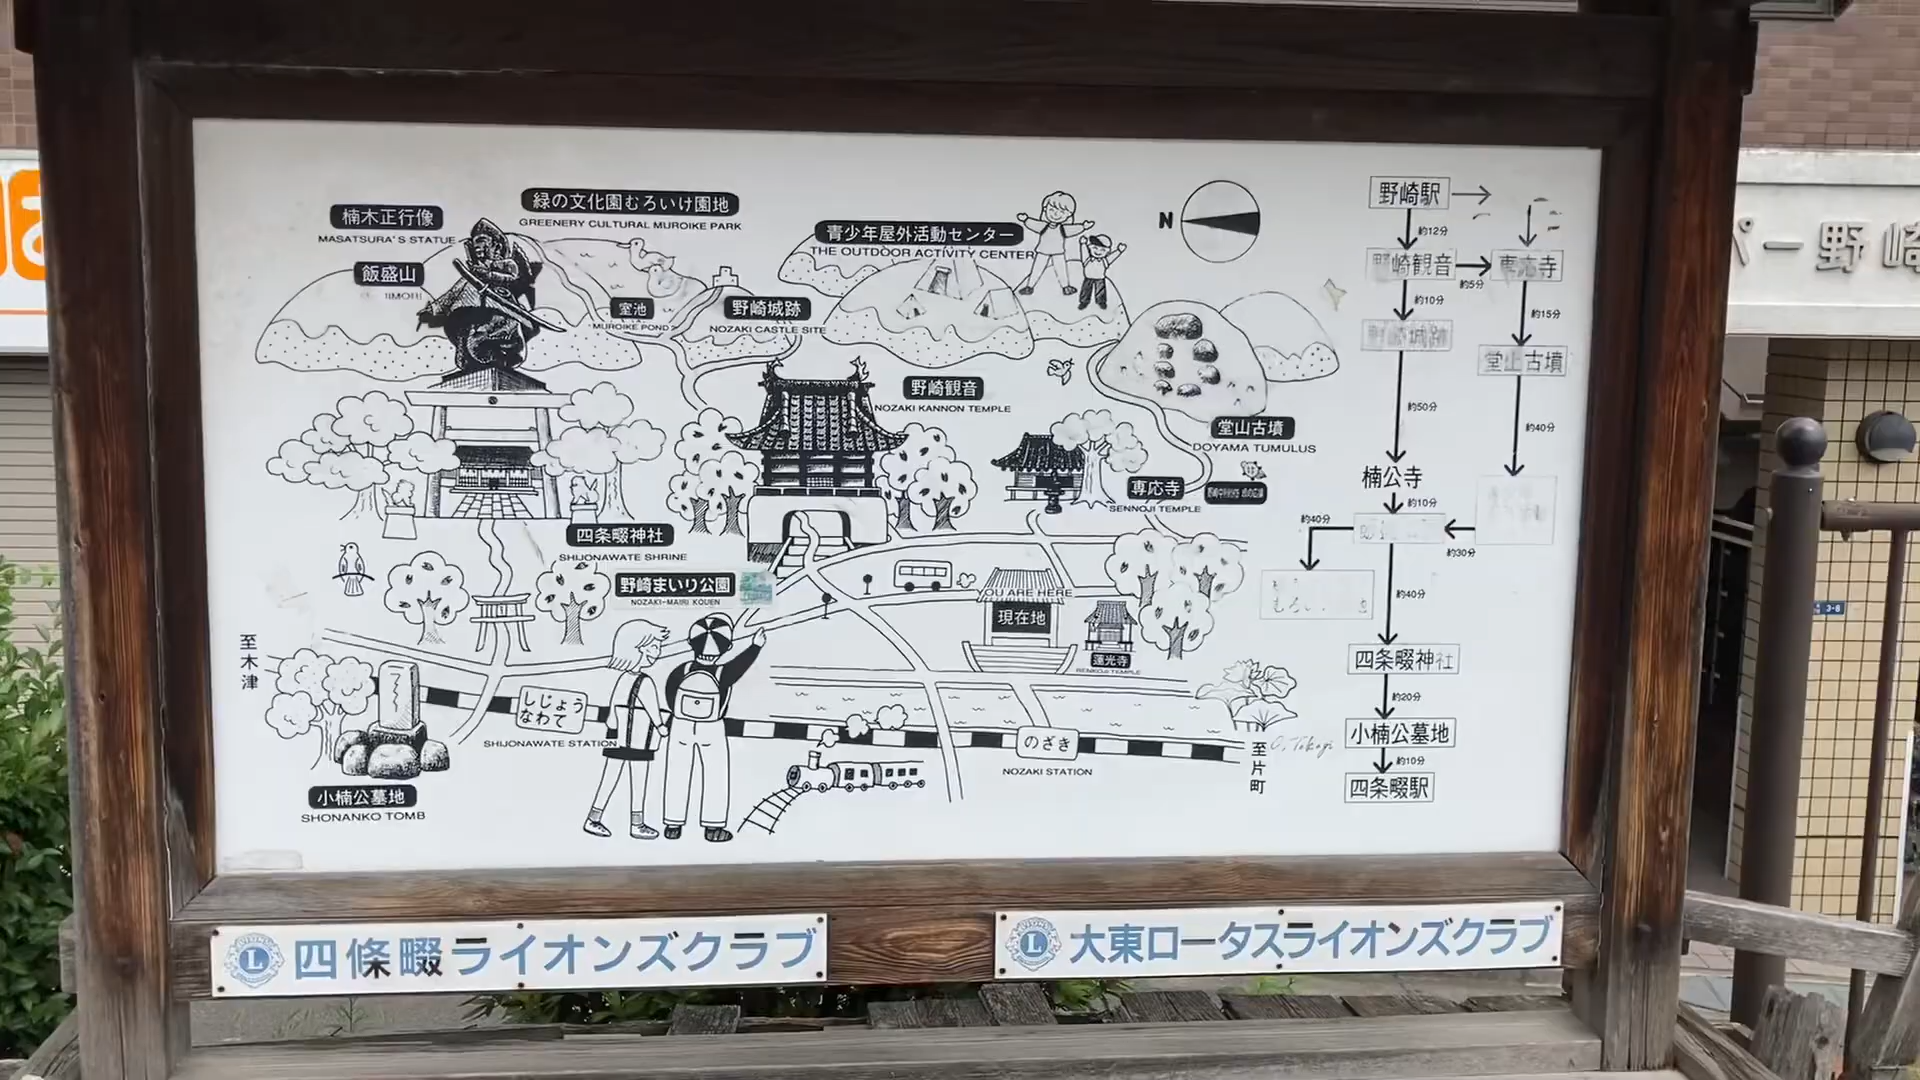 楠木正行像
MASATSURA'S STATUE
緑の文化園むろいけ園地
GREENERY CULTURAL MUROIKE PARK
飯盛山
IIMORI
室池
MUROIKE POND
野崎城跡
NOZAKI CASTLE SITE
青少年屋外活動センター
THE OUTDOOR ACTIVITY CENTER
N
野崎観音
NOZAKI KANNON TEMPLE
堂山古墳
DOYAMA TUMULUS
専応寺
SENNOJI TEMPLE
四条畷神社
SHIJONAWATE SHRINE
野崎まいり公園
NOZAKI-MAIRI KOUEN
YOU ARE HERE
現在地
蓮光寺
RENKOJI TEMPLE
至木津
しじょう
なわて
SHIJONAWATE STATION
のざき
NOZAKI STATION
至片町
小楠公墓地
SHONANKO TOMB
野崎駅
約12分
野崎観音
約5分
専応寺
約10分
約15分
野崎城跡
堂山古墳
約50分
約40分
楠公寺
約10分
約40分
約30分
約40分
四条畷神社
約20分
小楠公墓地
約10分
四条畷駅
四條畷ライオンズクラブ
大東ロータスライオンズクラブ
パー野崎
3-6